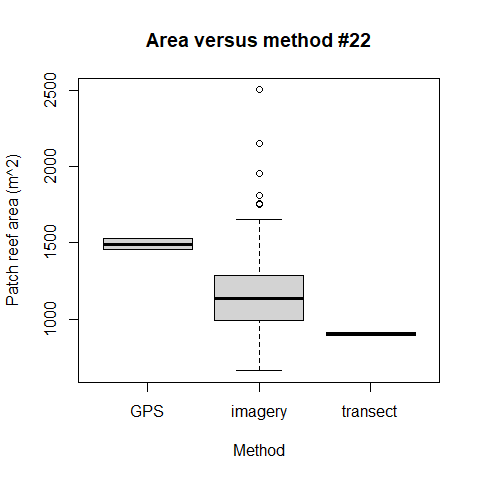 Area versus method #22
Patch reef area (m^2)
2500
2000
1500
1000
GPS imagery transect
Method